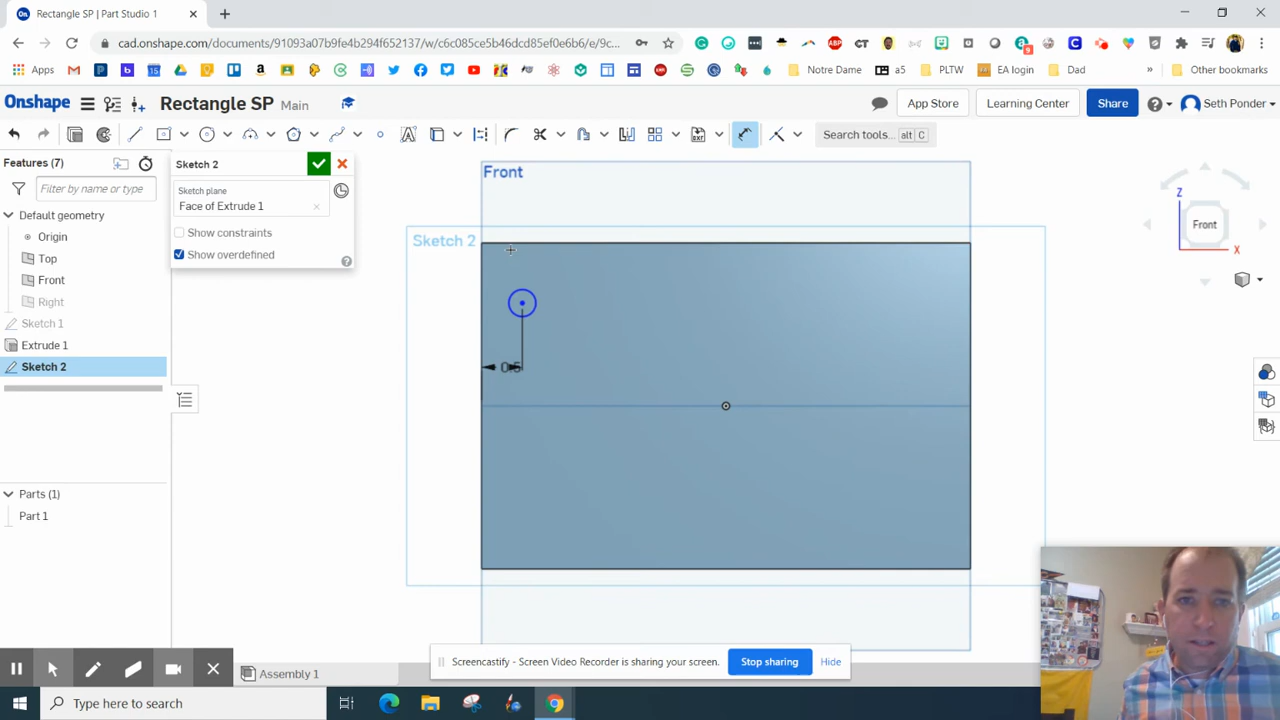 Rectangle SP | Part Studio 1
cad.onshape.com/documents/91093a07b9fe4b294f652137/w/c6c085ce5b46dcd85ef0e6b6/e/9c...
Apps
Notre Dame
a5
PLTW
EA login
Dad
Other bookmarks
Onshape
Rectangle SP
Main
App Store
Learning Center
Share
Seth Ponder
Search tools...
alt
C
Features (7)
Filter by name or type
Default geometry
Origin
Top
Front
Right
Sketch 1
Extrude 1
Sketch 2
Parts (1)
Part 1
Sketch 2
Sketch plane
Face of Extrude 1
Show constraints
Show overdefined
Front
Sketch 2
0.5
Z
Front
X
Screencastify - Screen Video Recorder is sharing your screen.
Stop sharing
Hide
Assembly 1
Type here to search